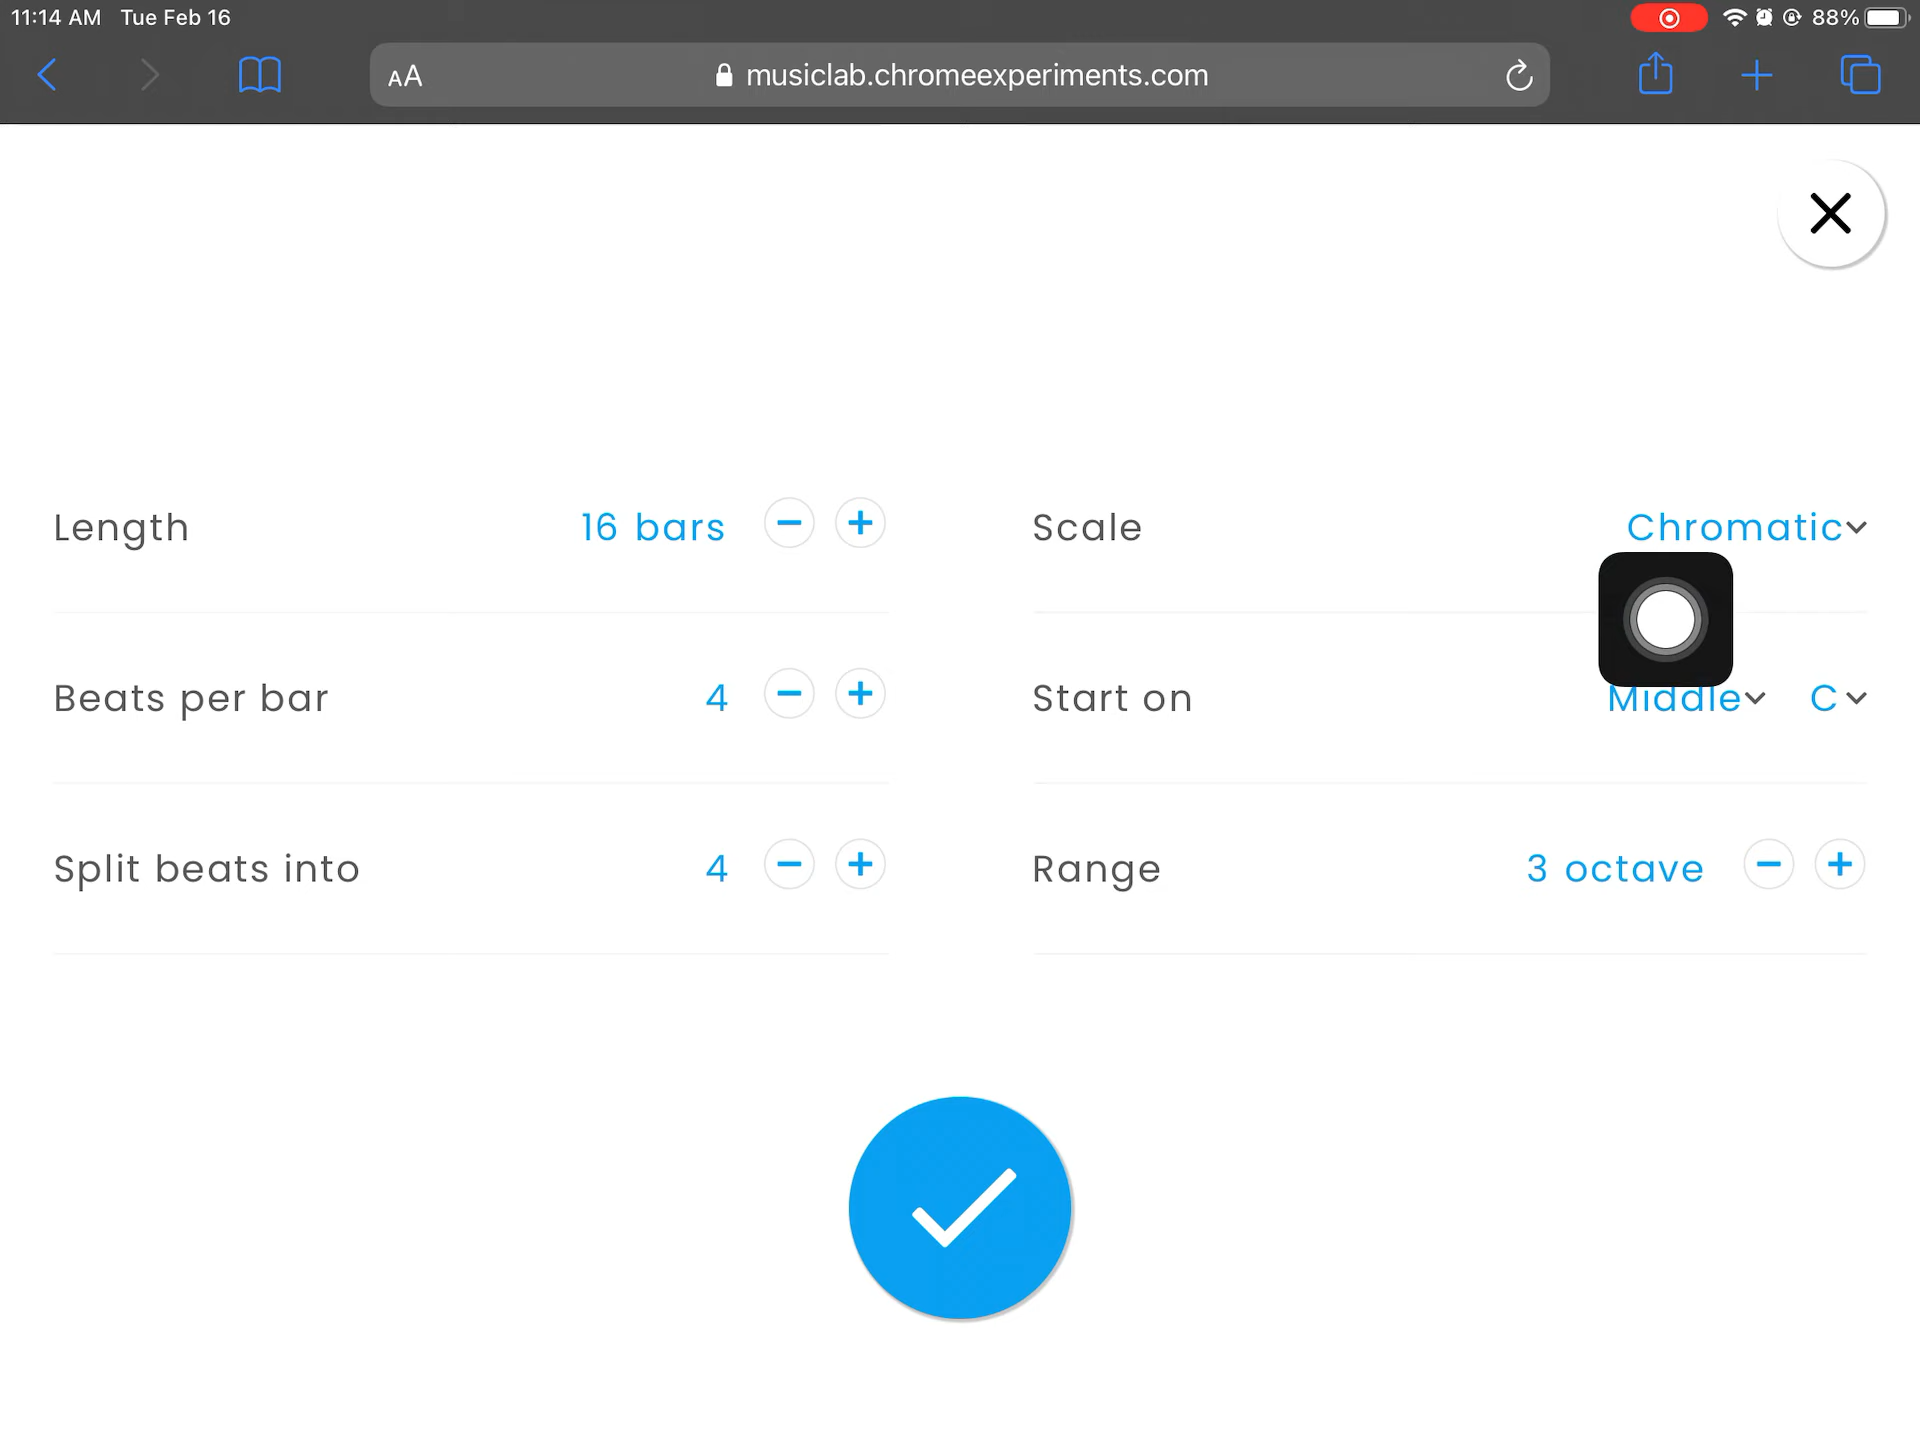 11:14 AM Tue Feb 16 88%
AA musiclab.chromeexperiments.com
Length 16 bars
Scale Chromatic
Beats per bar 4
Start on Middle C
Split beats into 4
Range 3 octave